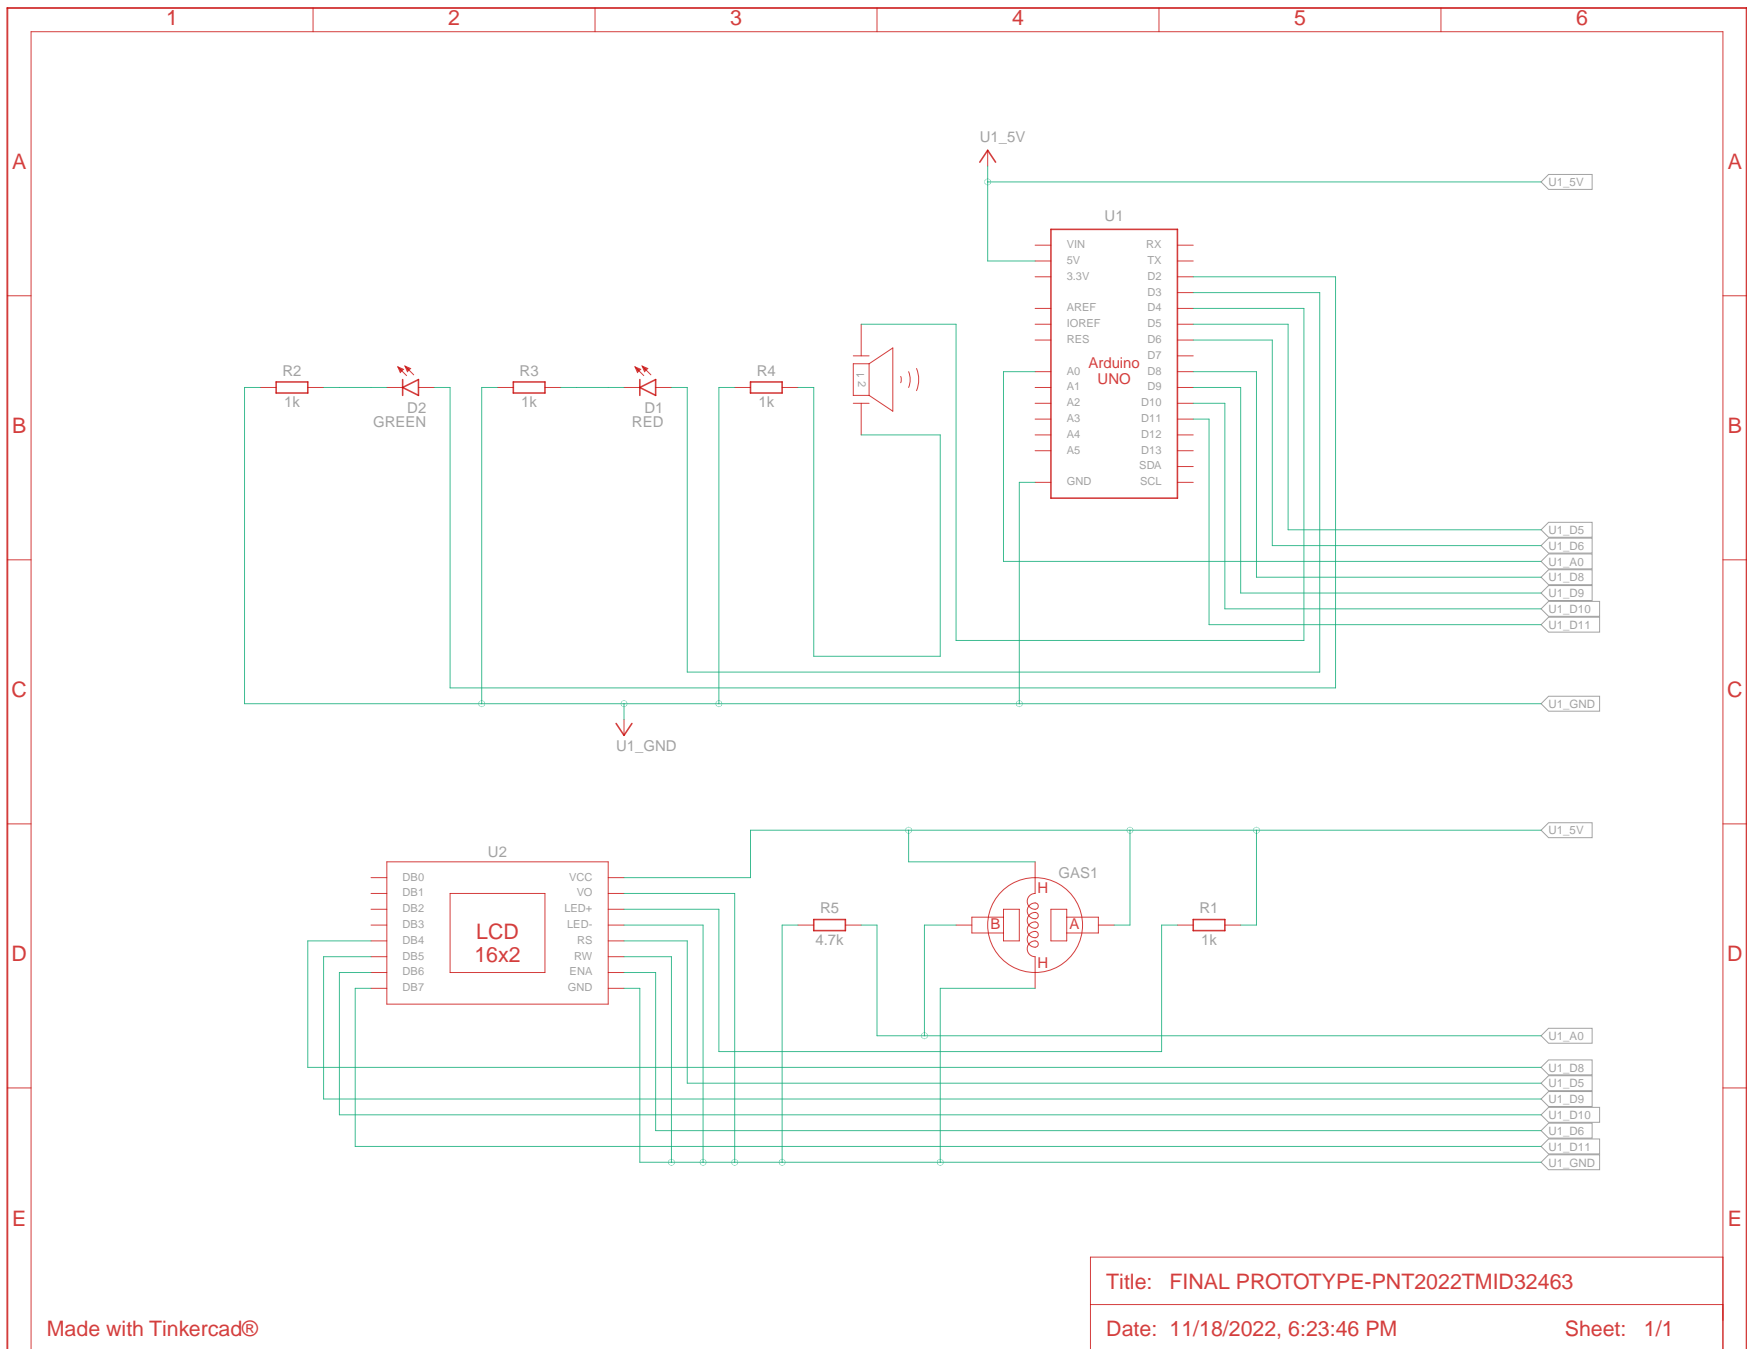 1 2 3 4 5 6
A A
U1_5V
U1_5V
U1
VIN RX
5V TX
3.3V D2
D3
AREF D4
IOREF D5
RES D6
D7
Arduino
UNO
A0 D8
A1 D9
A2 D10
A3 D11
A4 D12
A5 D13
SDA
GND SCL
R2 R3 R4
1k D2 1k D1 1k
GREEN RED
1
2
B B
U1_D5
U1_D6
U1_A0
U1_D8
U1_D9
U1_D10
U1_D11
C C
U1_GND
U1_GND
U1_5V
U2
DB0 VCC
DB1 VO
DB2 LED+
DB3 LED-
DB4 RS
DB5 RW
DB6 ENA
DB7 GND
LCD
16x2
GAS1
H
B A
H
R5 R1
4.7k 1k
D D
U1_A0
U1_D8
U1_D5
U1_D9
U1_D10
U1_D6
U1_D11
U1_GND
E E
Title: FINAL PROTOTYPE-PNT2022TMID32463
Made with Tinkercad® Date: 11/18/2022, 6:23:46 PM Sheet: 1/1